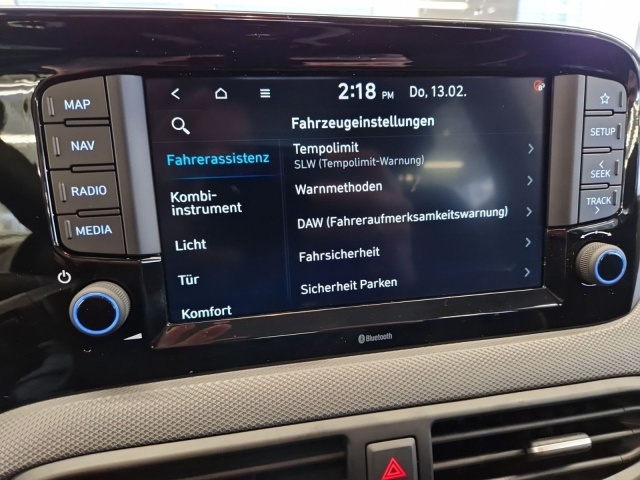 MAP
NAV
RADIO
MEDIA
2:18 PM Do, 13.02.
Fahrzeugeinstellungen
Fahrerassistenz
Kombi-
instrument
Licht
Tür
Komfort
Tempolimit
SLW (Tempolimit-Warnung)
Warnmethoden
DAW (Fahreraufmerksamkeitswarnung)
Fahrsicherheit
Sicherheit Parken
SETUP
SEEK
TRACK
Bluetooth